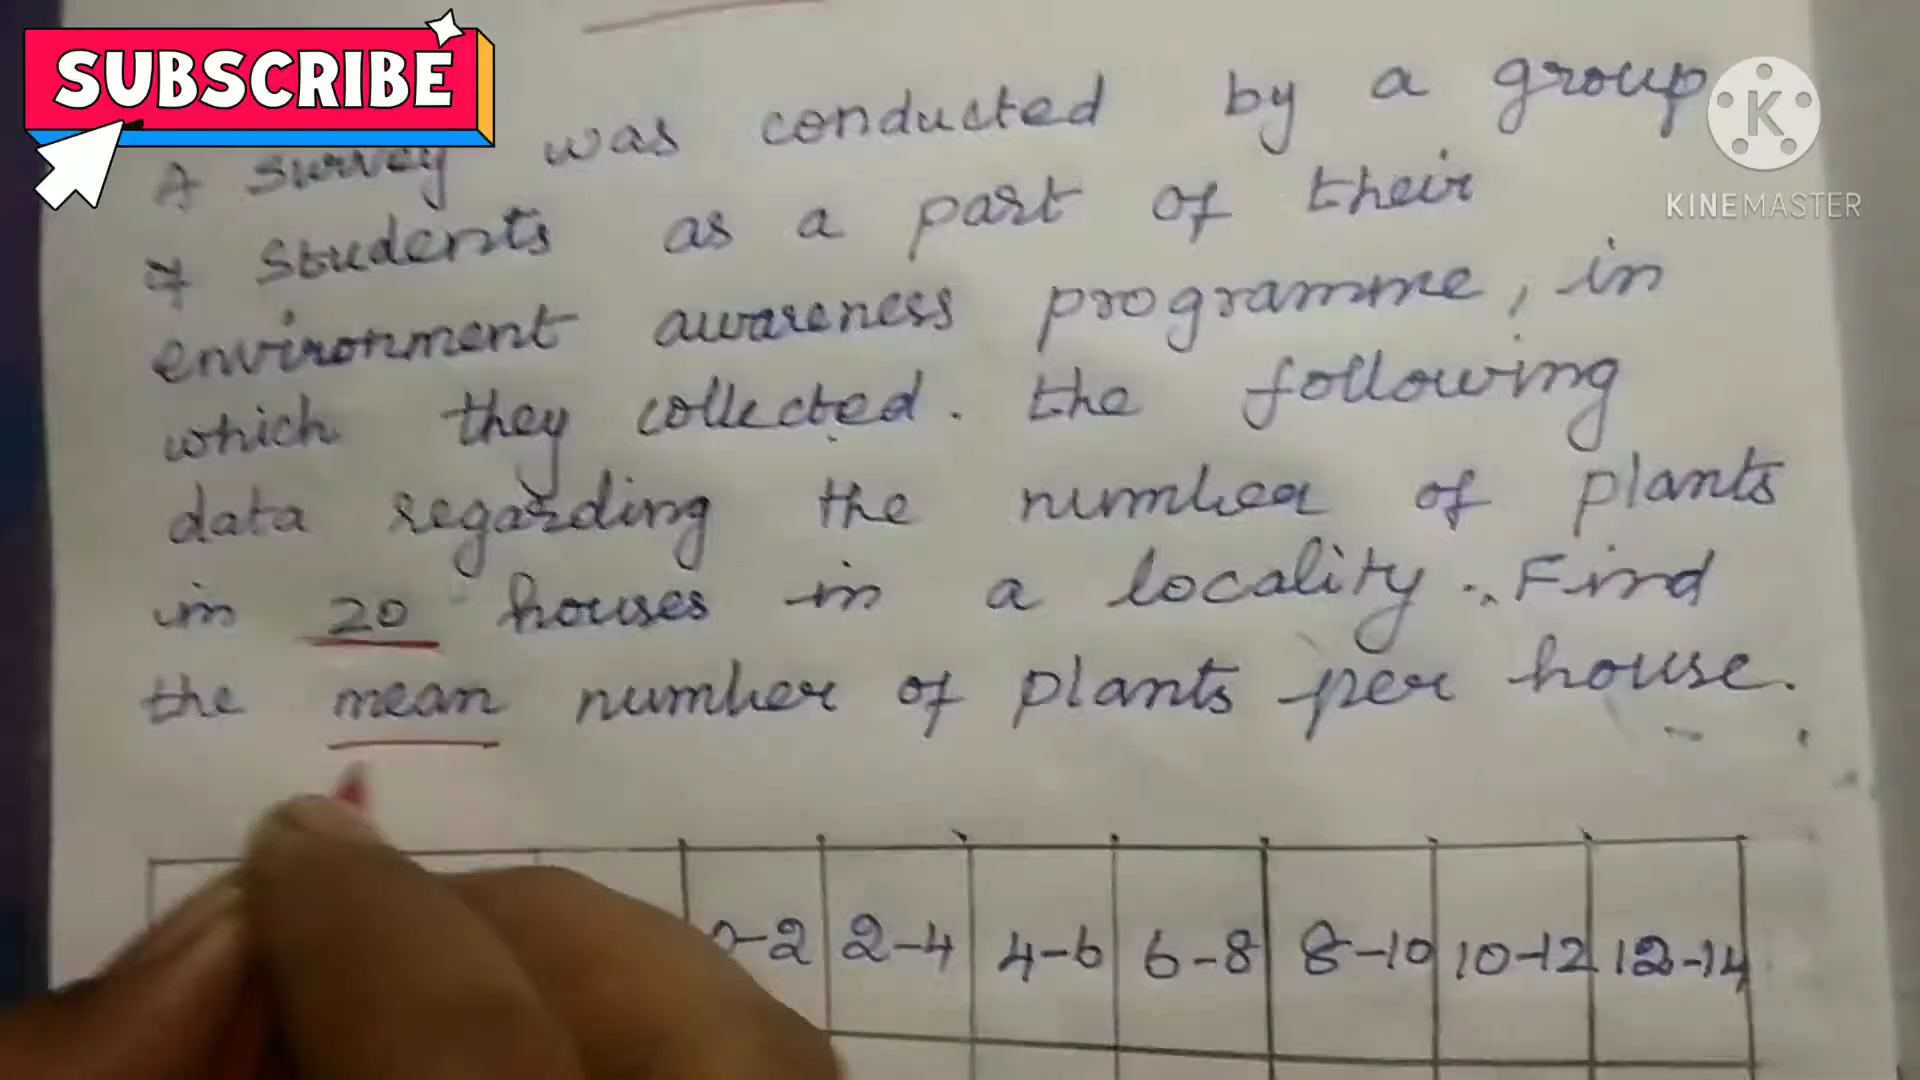 SUBSCRIBE
KINEMASTER
A survey was conducted by a group
of students as a part of their
environment awareness programme, in
which they collected. the following
data regarding the number of plants
in 20 houses in a locality. Find
the mean number of plants per house.
0-2 2-4 4-6 6-8 8-10 10-12 12-14